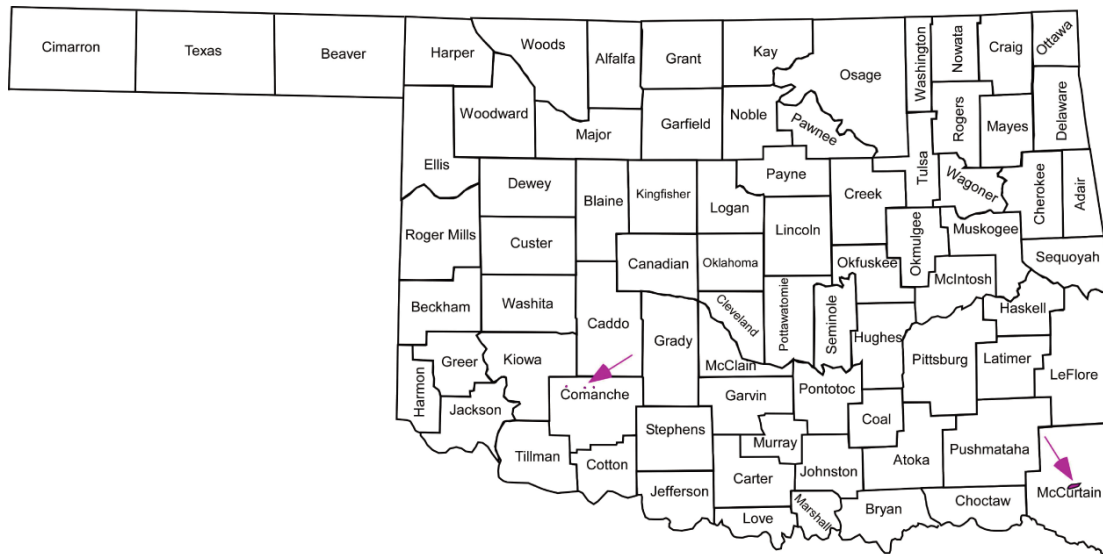 Cimarron
Texas
Beaver
Harper
Woods
Alfalfa
Grant
Kay
Osage
Washington
Nowata
Craig
Ottawa
Woodward
Major
Garfield
Noble
Pawnee
Rogers
Mayes
Delaware
Ellis
Dewey
Blaine
Kingfisher
Logan
Payne
Creek
Tulsa
Wagoner
Cherokee
Adair
Roger Mills
Custer
Canadian
Oklahoma
Lincoln
Okfuskee
Okmulgee
Muskogee
McIntosh
Sequoyah
Beckham
Washita
Caddo
Grady
Cleveland
McClain
Pottawatomie
Seminole
Hughes
Pittsburg
Haskell
Latimer
LeFlore
Harmon
Greer
Kiowa
Comanche
Jackson
Tillman
Cotton
Stephens
Garvin
Pontotoc
Coal
Murray
Atoka
Pushmataha
McCurtain
Jefferson
Carter
Johnston
Love
Marshall
Bryan
Choctaw